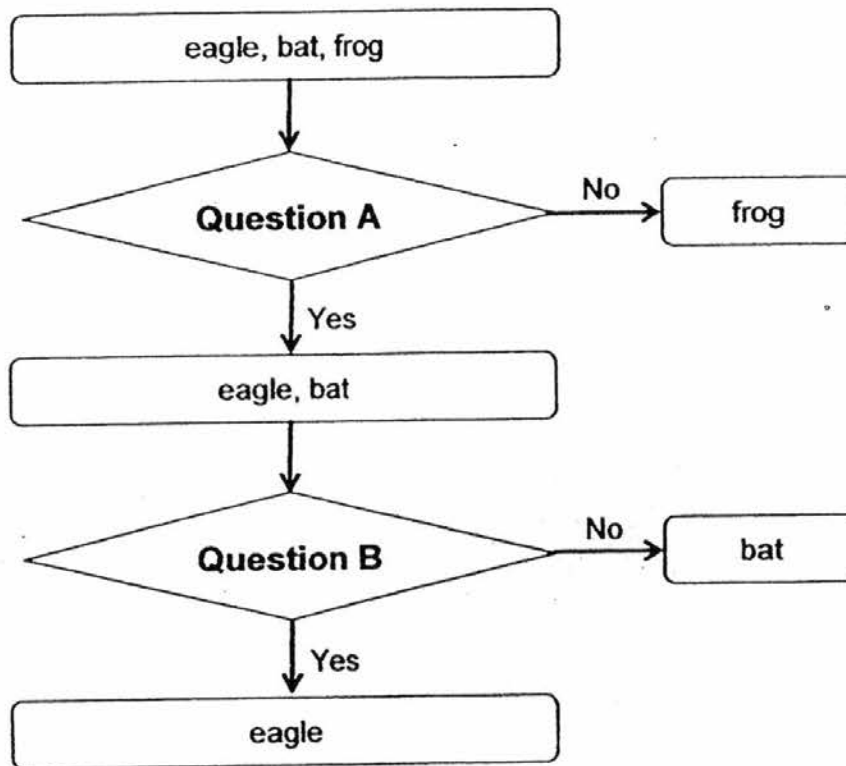 eagle, bat, frog
Question A
No
frog
Yes
eagle, bat
Question B
No
bat
Yes
eagle